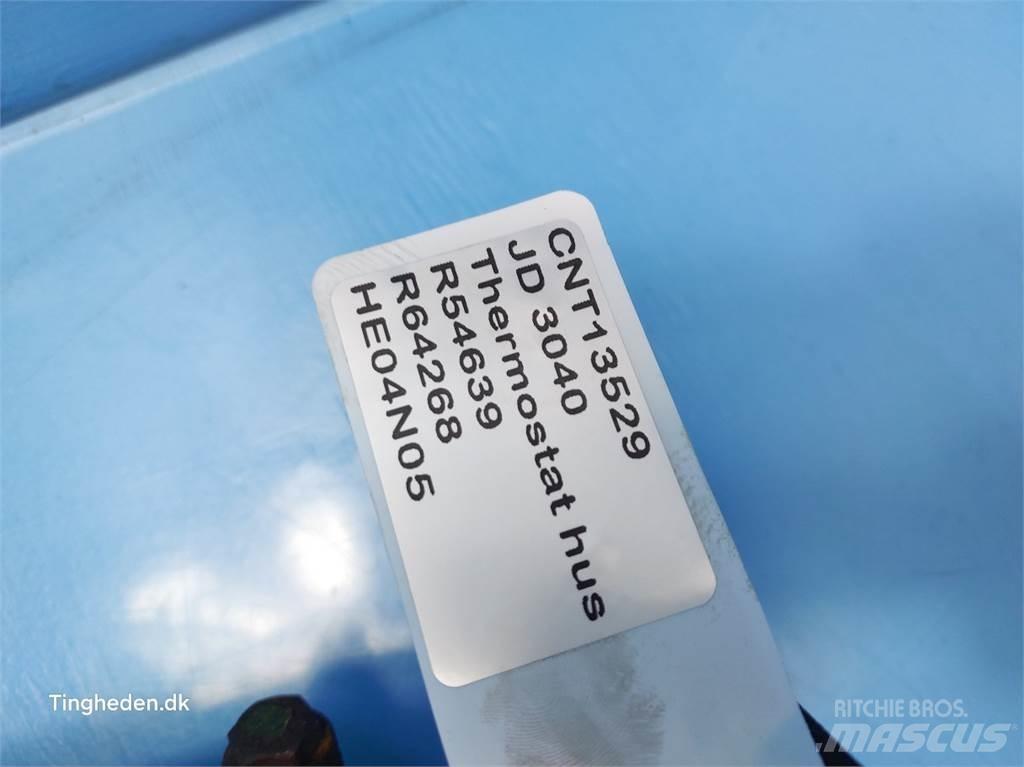 CNT13529
JD 3040
Thermostat hus
R54639
R64268
HE04N05
Tingheden.dk
RITCHIE BROS.
MASCUS